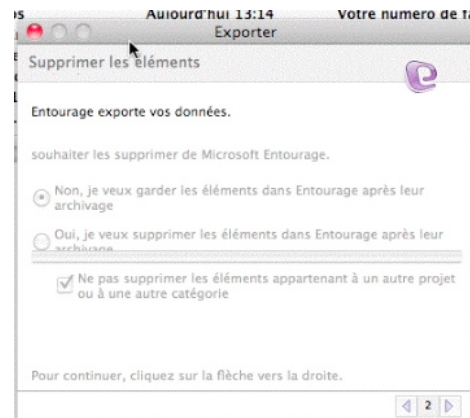 Aujourd'hui 13:14 Votre numero de fa
Exporter
Supprimer les éléments
Entourage exporte vos données.
souhaiter les supprimer de Microsoft Entourage.
Non, je veux garder les éléments dans Entourage après leur
archivage
Oui, je veux supprimer les éléments dans Entourage après leur
archivage
Ne pas supprimer les éléments appartenant à un autre projet
ou à une autre catégorie
Pour continuer, cliquez sur la flèche vers la droite.
2